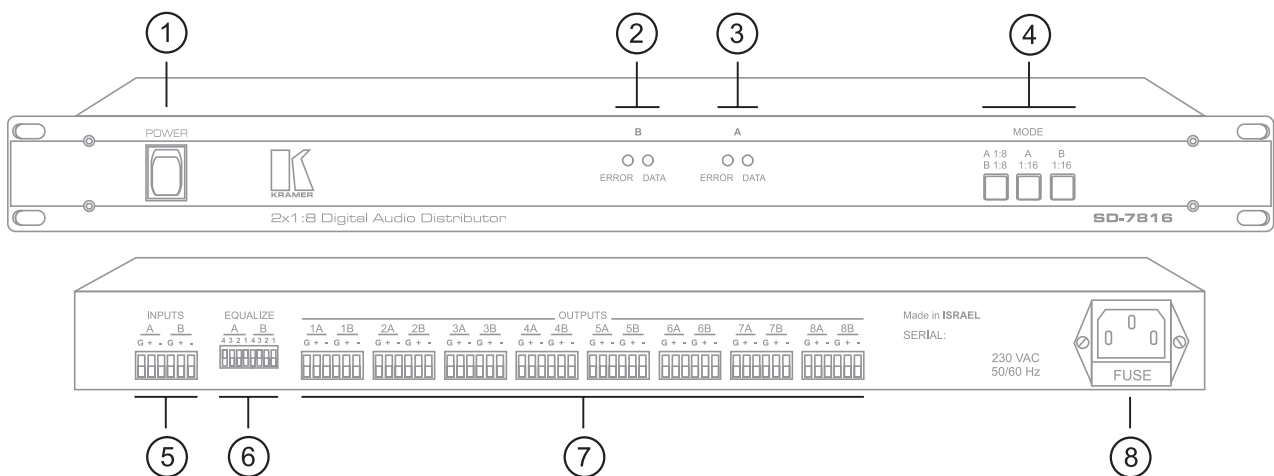 1 2 3 4
POWER B A MODE
A 1:8 A B
B 1:8 1:16 1:16
ERROR DATA ERROR DATA
KRAMER
2x1:8 Digital Audio Distributor SD-7816
INPUTS EQUALIZE OUTPUTS Made in ISRAEL
A B A B 1A 1B 2A 2B 3A 3B 4A 4B 5A 5B 6A 6B 7A 7B 8A 8B
G + - G + - 4 3 2 1 4 3 2 1 G + - G + - G + - G + - G + - G + - G + - G + - G + - G + - G + - G + - G + - G + - G + - G + -
SERIAL:
230 VAC
50/60 Hz
FUSE
5 6 7 8